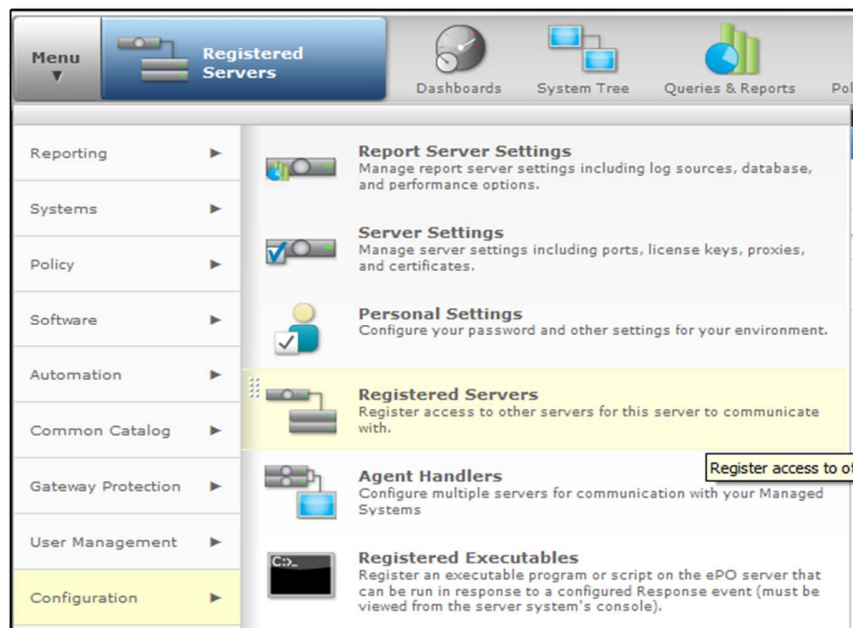 Menu
Registered
Servers
Dashboards
System Tree
Queries & Reports
Pol
Reporting
Systems
Policy
Software
Automation
Common Catalog
Gateway Protection
User Management
Configuration
Report Server Settings
Manage report server settings including log sources, database,
and performance options.
Server Settings
Manage server settings including ports, license keys, proxies,
and certificates.
Personal Settings
Configure your password and other settings for your environment.
Registered Servers
Register access to other servers for this server to communicate
with.
Register access to ot
Agent Handlers
Configure multiple servers for communication with your Managed
Systems
C:\>_
Registered Executables
Register an executable program or script on the ePO server that
can be run in response to a configured Response event (must be
viewed from the server system's console).